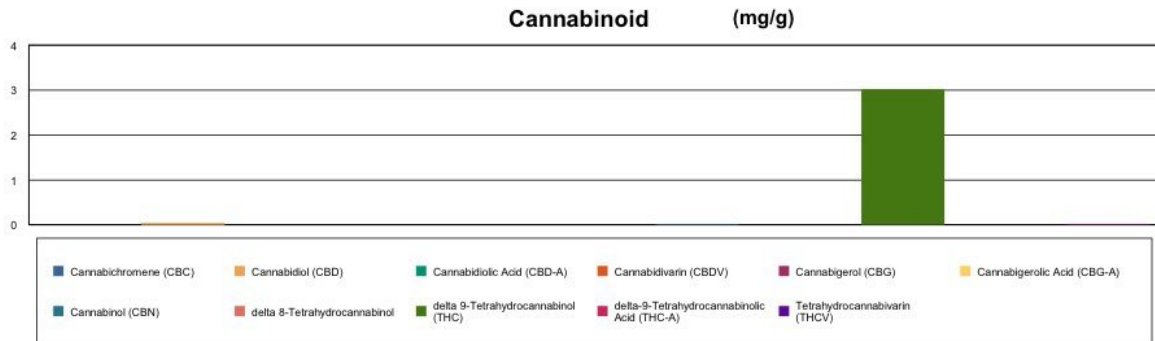 Cannabinoid (mg/g)
4
3
2
1
0
Cannabichromene (CBC) Cannabidiol (CBD) Cannabidiolic Acid (CBD-A) Cannabidivarin (CBDV) Cannabigerol (CBG) Cannabigerolic Acid (CBG-A)
Cannabinol (CBN) delta 8-Tetrahydrocannabinol delta 9-Tetrahydrocannabinol delta-9-Tetrahydrocannabinolic Tetrahydrocannabivarin
(THC) Acid (THC-A) (THCV)